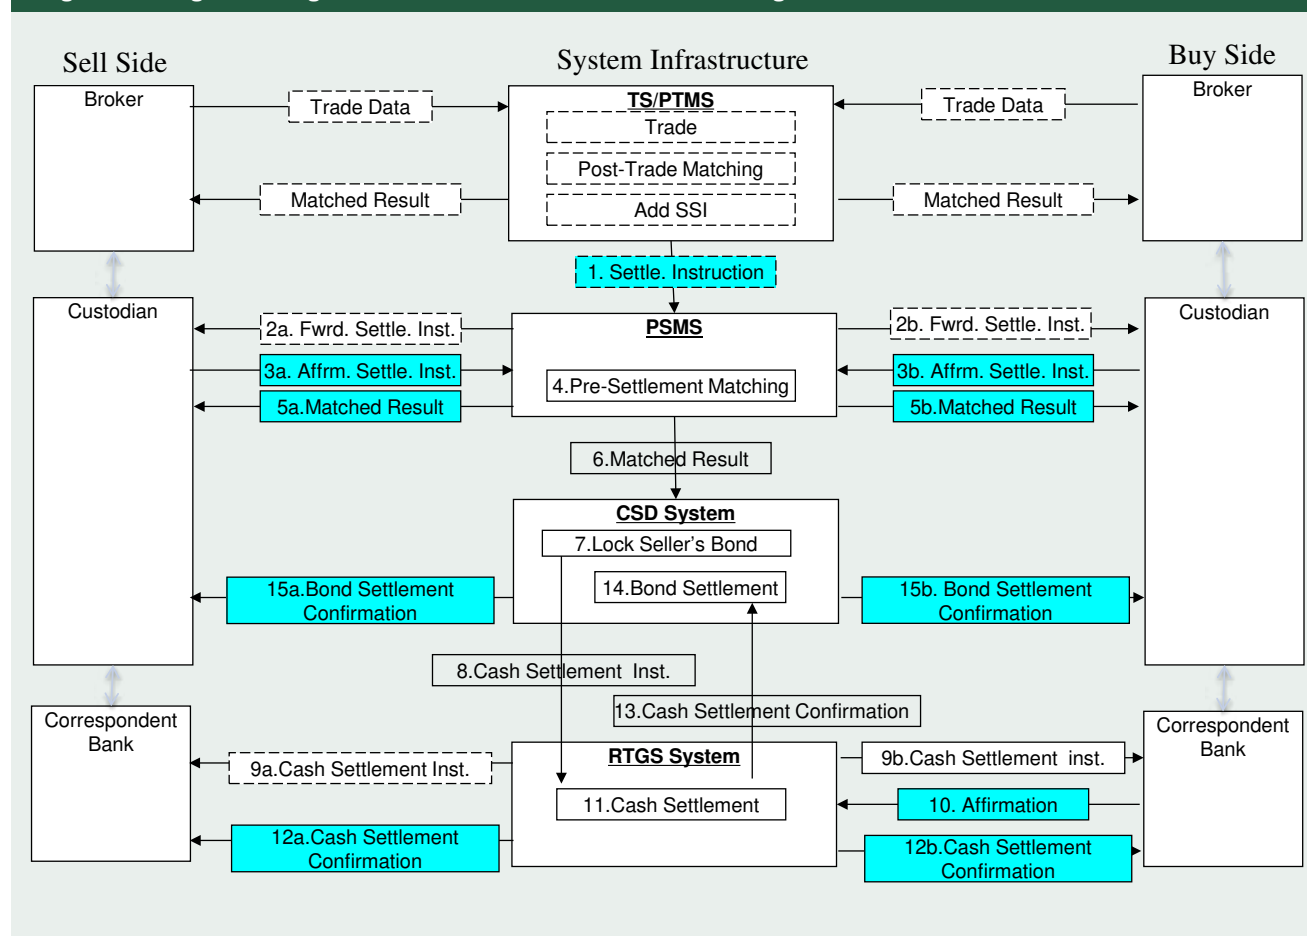 Sell Side
System Infrastructure
Buy Side
Broker
Trade Data
TS/PTMS
Trade Data
Broker
Trade
Post-Trade Matching
Matched Result
Add SSI
Matched Result
1. Settle. Instruction
Custodian
2a. Fwrd. Settle. Inst.
PSMS
2b. Fwrd. Settle. Inst.
Custodian
3a. Affrm. Settle. Inst.
4.Pre-Settlement Matching
3b. Affrm. Settle. Inst.
5a.Matched Result
5b.Matched Result
6.Matched Result
CSD System
7.Lock Seller's Bond
15a.Bond Settlement
Confirmation
14.Bond Settlement
15b. Bond Settlement
Confirmation
8.Cash Settlement Inst.
13.Cash Settlement Confirmation
Correspondent
Bank
9a.Cash Settlement Inst.
RTGS System
9b.Cash Settlement inst.
Correspondent
Bank
11.Cash Settlement
10. Affirmation
12a.Cash Settlement
Confirmation
12b.Cash Settlement
Confirmation